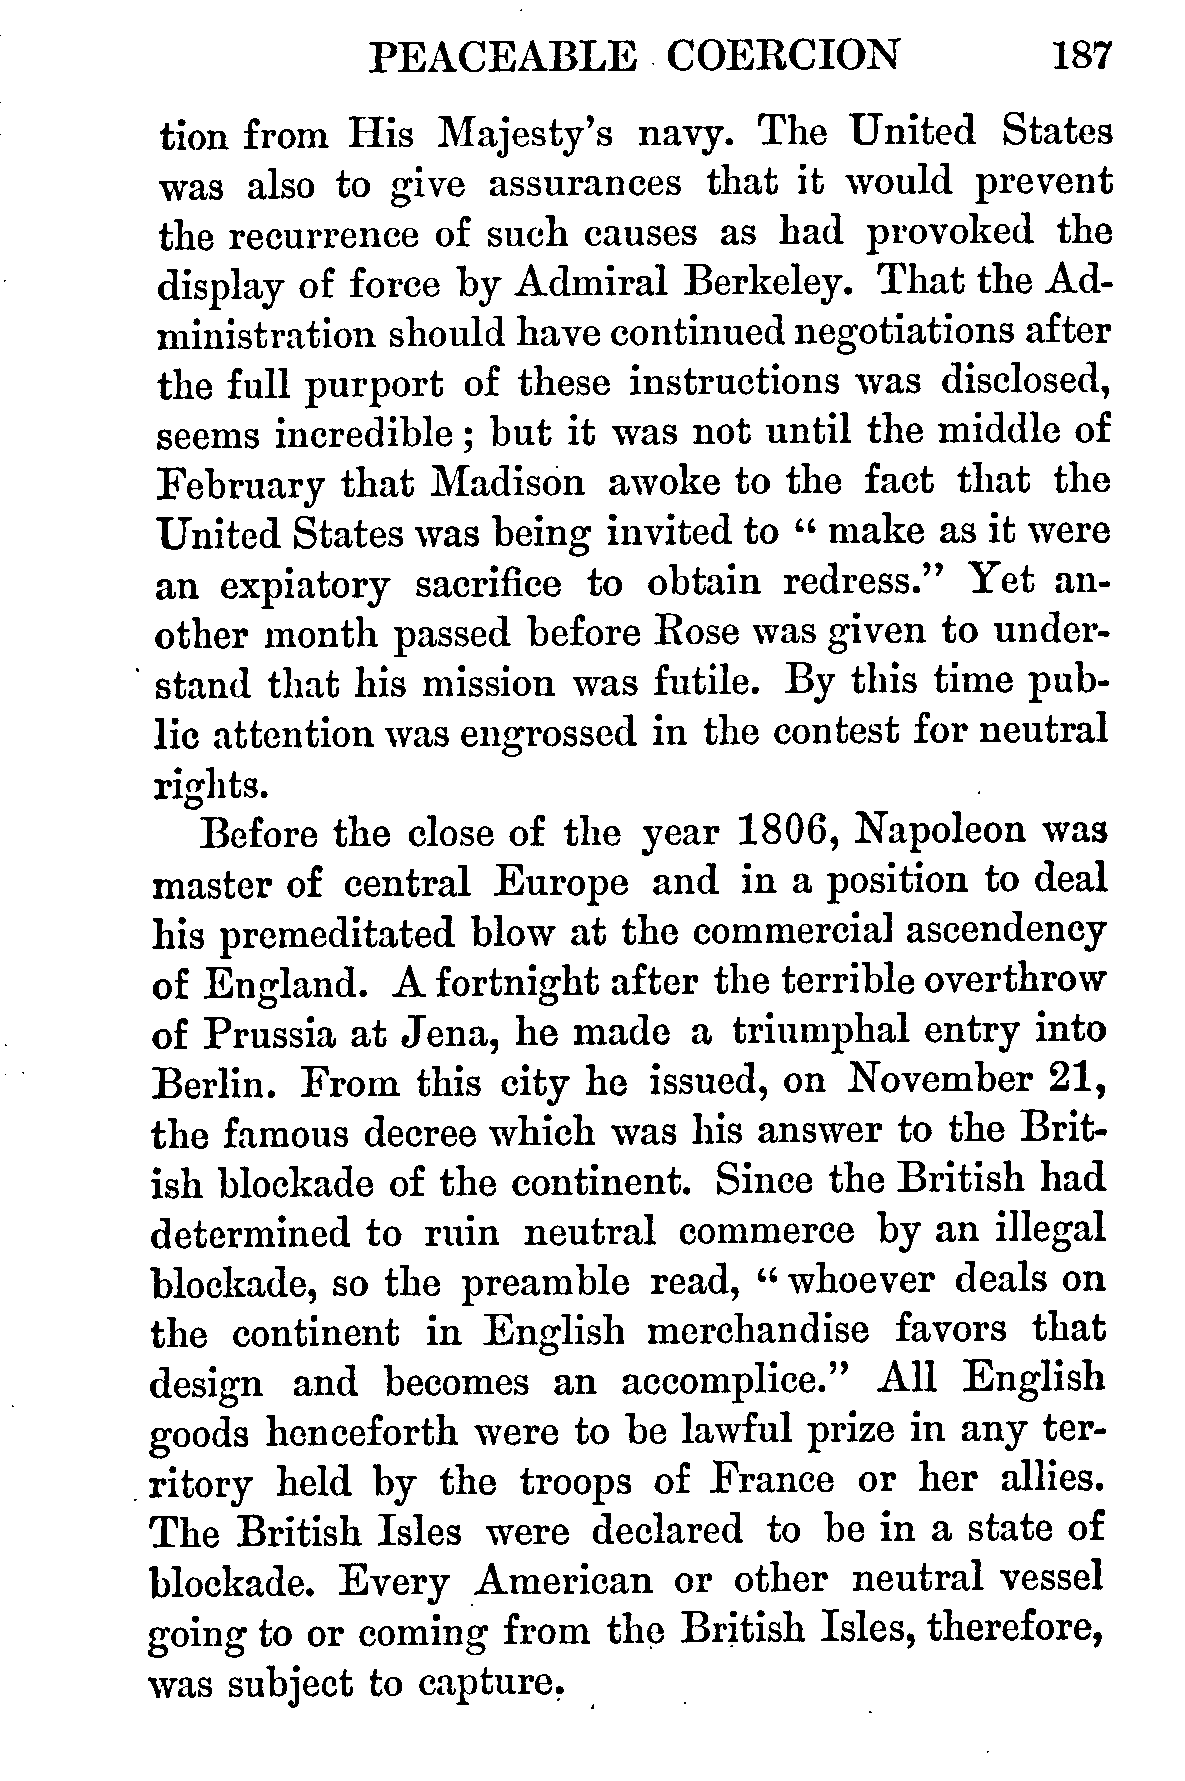 PEACEABLE COERCION 187
tion from His Majesty's navy. The United States
was also to give assurances that it would prevent
the recurrence of such causes as had provoked the
display of force by Admiral Berkeley. That the Ad-
ministration should have continued negotiations after
the full purport of these instructions was disclosed,
seems incredible; but it was not until the middle of
February that Madison awoke to the fact that the
United States was being invited to “ make as it were
an expiatory sacrifice to obtain redress.” Yet an-
other month passed before Rose was given to under-
stand that his mission was futile. By this time pub-
lic attention was engrossed in the contest for neutral
rights.
Before the close of the year 1806, Napoleon was
master of central Europe and in a position to deal
his premeditated blow at the commercial ascendency
of England. A fortnight after the terrible overthrow
of Prussia at Jena, he made a triumphal entry into
Berlin. From this city he issued, on November 21,
the famous decree which was his answer to the Brit-
ish blockade of the continent. Since the British had
determined to ruin neutral commerce by an illegal
blockade, so the preamble read, “ whoever deals on
the continent in English merchandise favors that
design and becomes an accomplice.” All English
goods henceforth were to be lawful prize in any ter-
ritory held by the troops of France or her allies.
The British Isles were declared to be in a state of
blockade. Every American or other neutral vessel
going to or coming from the British Isles, therefore,
was subject to capture.